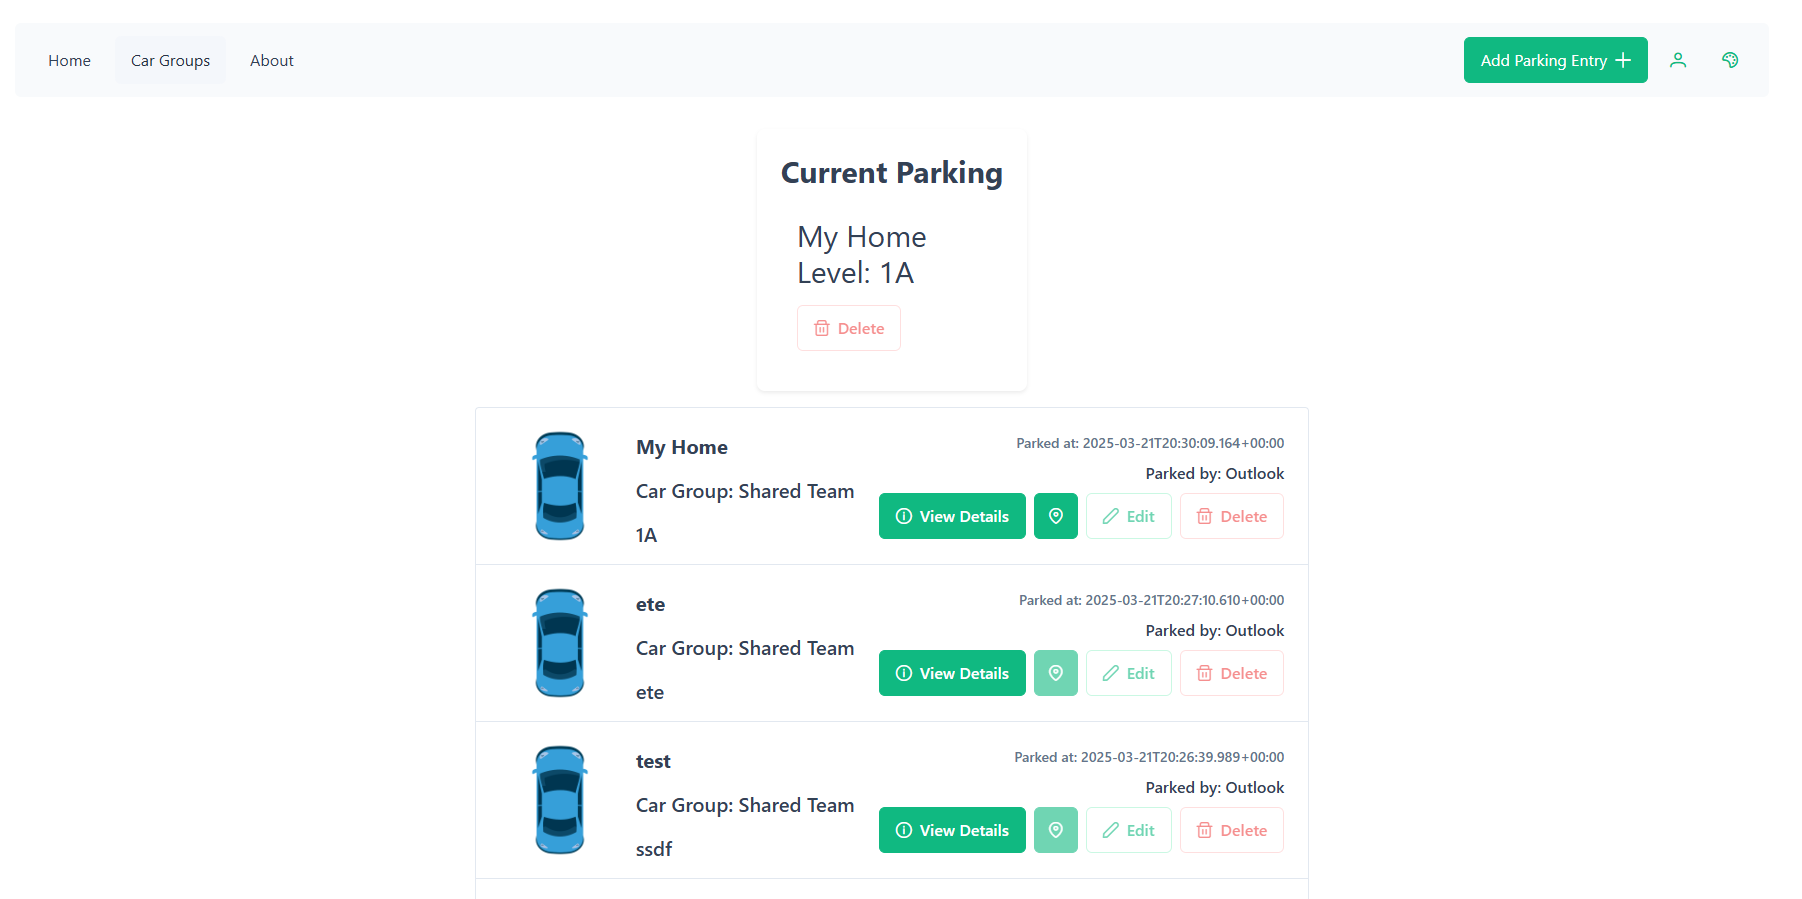 Home Car Groups About Add Parking Entry
Current Parking
My Home
Level: 1A
Delete
My Home
Parked at: 2025-03-21T20:30:09.164+00:00
Parked by: Outlook
Car Group: Shared Team
View Details Edit Delete
1A
ete
Parked at: 2025-03-21T20:27:10.610+00:00
Parked by: Outlook
Car Group: Shared Team
View Details Edit Delete
ete
test
Parked at: 2025-03-21T20:26:39.989+00:00
Parked by: Outlook
Car Group: Shared Team
View Details Edit Delete
ssdf